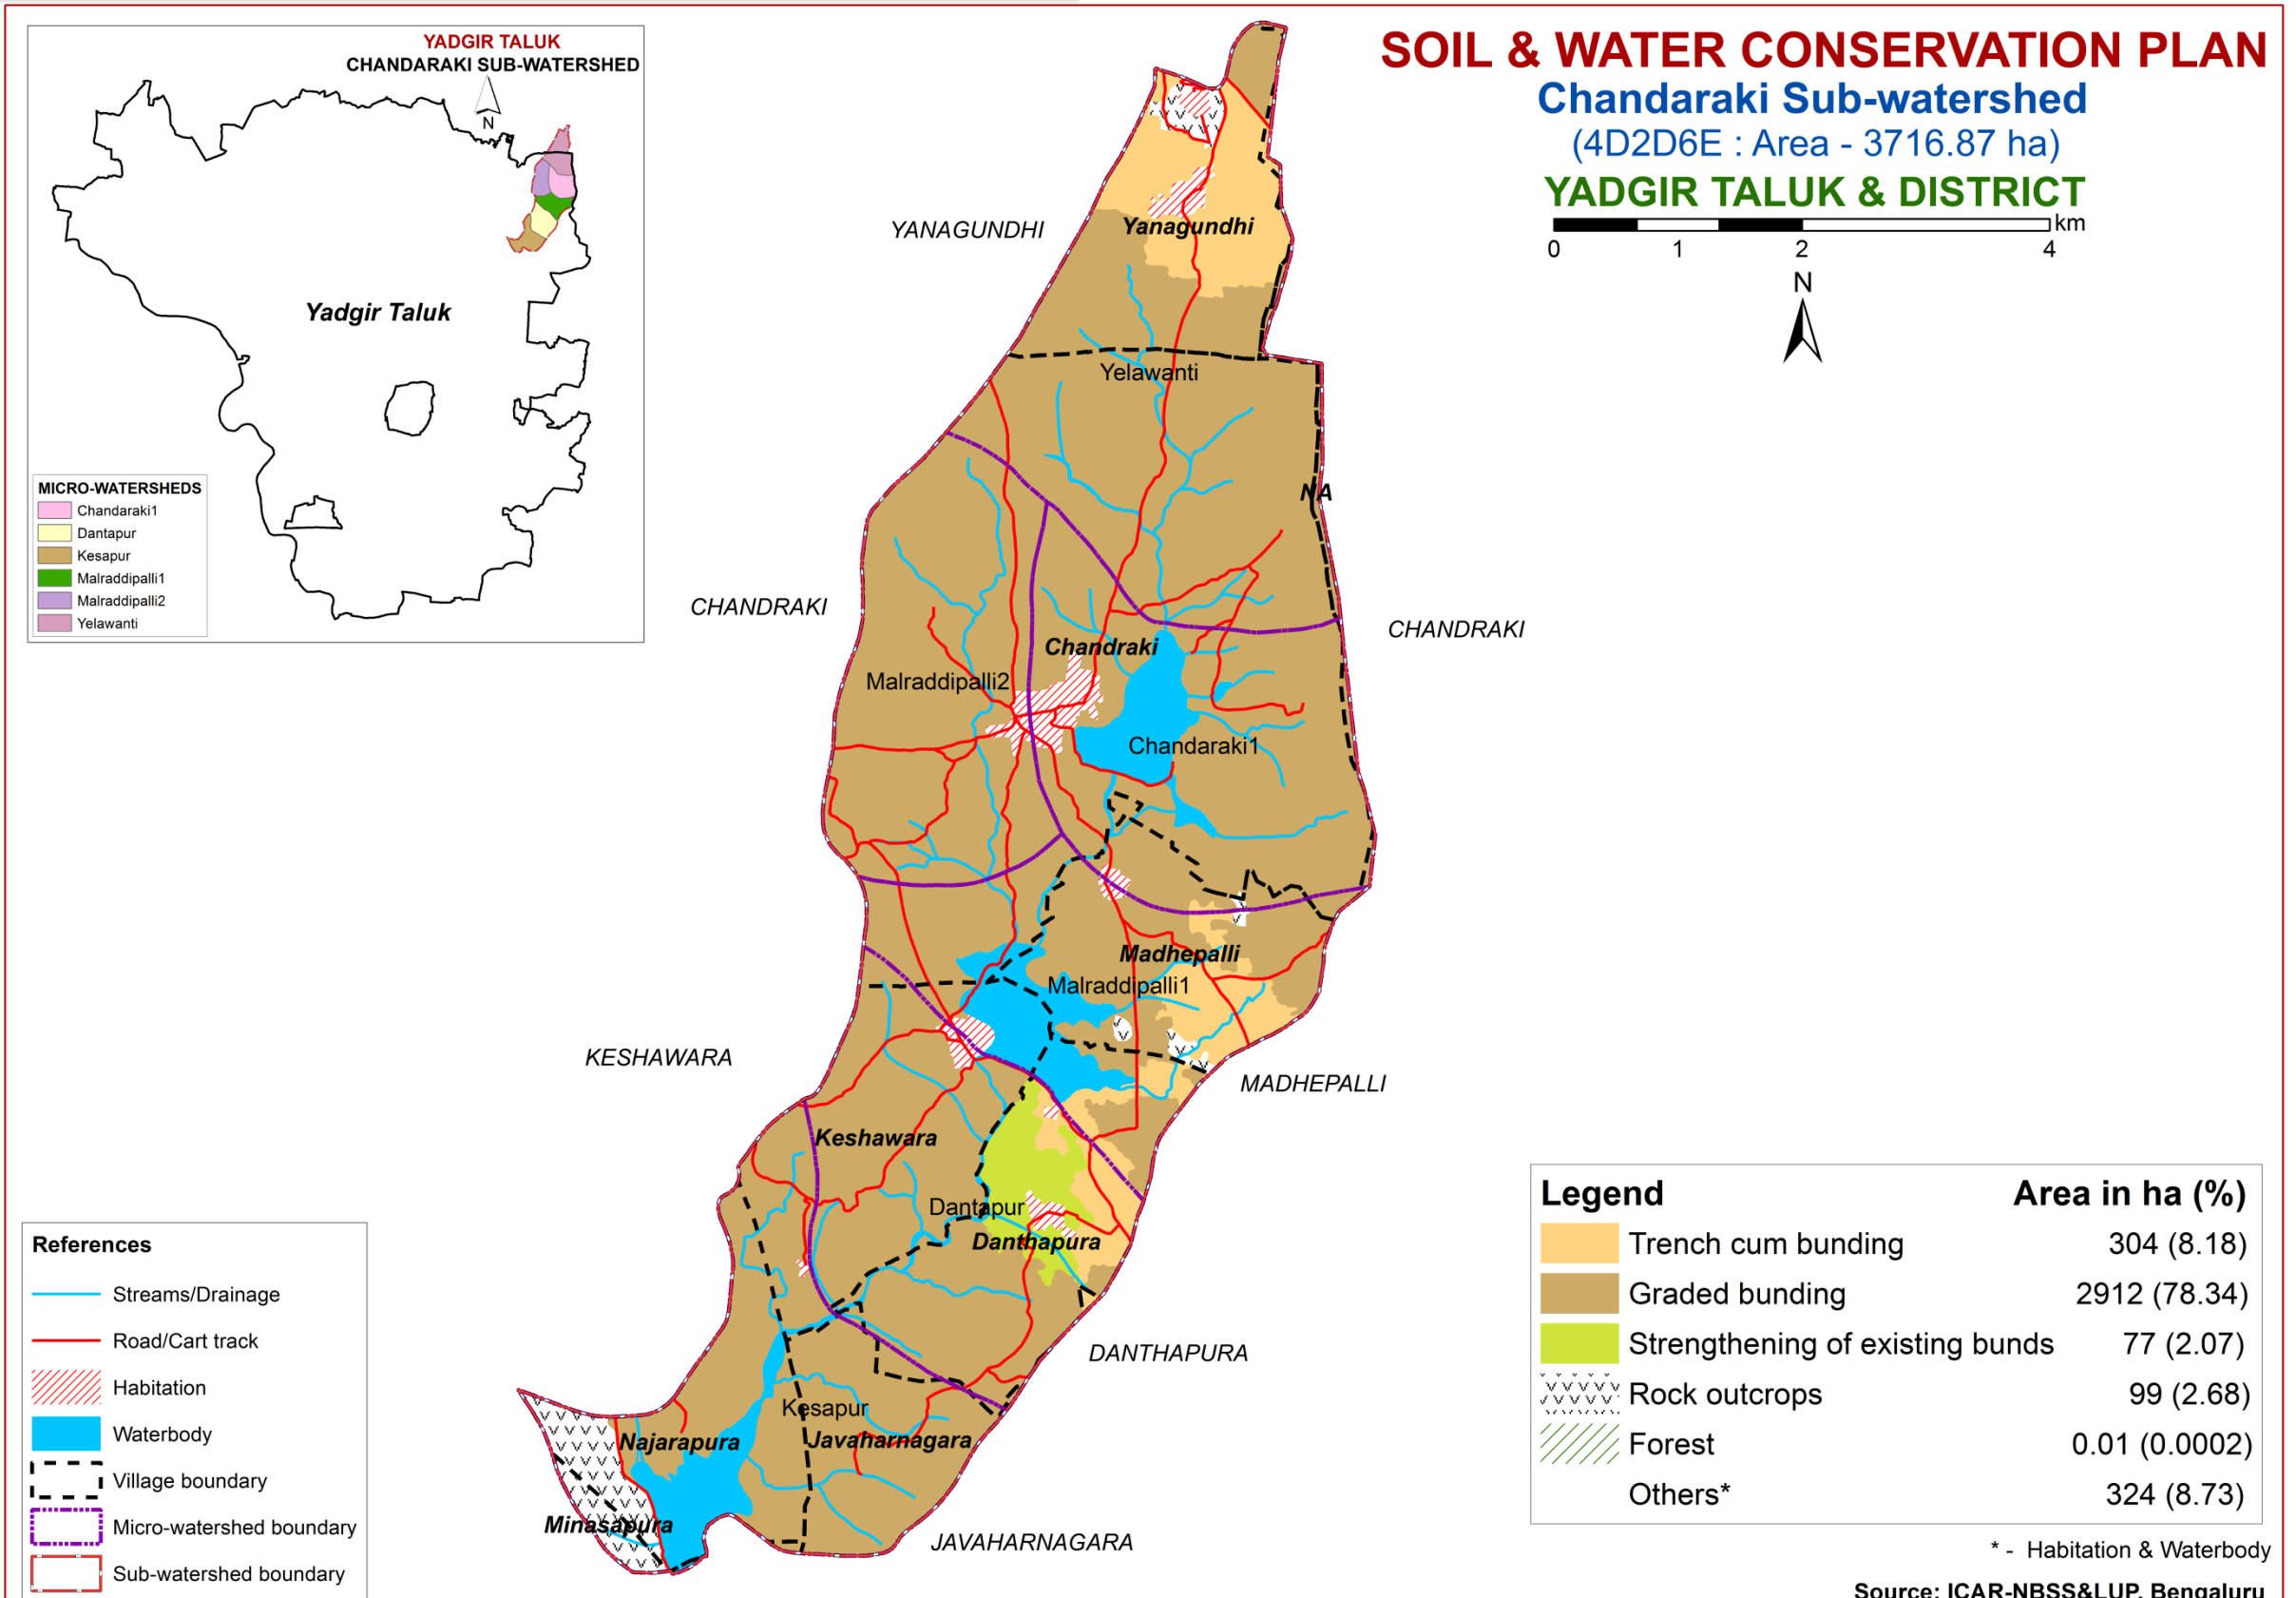 SOIL & WATER CONSERVATION PLAN
Chandaraki Sub-watershed
(4D2D6E : Area - 3716.87 ha)
YADGIR TALUK & DISTRICT
km
0 1 2 4
N
YADGIR TALUK
CHANDARAKI SUB-WATERSHED
N
Yadgir Taluk
MICRO-WATERSHEDS
Chandaraki1
Dantapur
Kesapur
Malraddipalli1
Malraddipalli2
Yelawanti
YANAGUNDHI
Yanagundhi
Yelawanti
NA
CHANDRAKI
CHANDRAKI
Chandraki
Malraddipalli2
Chandaraki1
Madhepalli
Malraddipalli1
KESHAWARA
MADHEPALLI
Keshawara
Dantapur
Danthapura
DANTHAPURA
Kesapur
Najarapura
Javaharnagara
Minasapura
JAVAHARNAGARA
References
Streams/Drainage
Road/Cart track
Habitation
Waterbody
Village boundary
Micro-watershed boundary
Sub-watershed boundary
Legend Area in ha (%)
Trench cum bunding 304 (8.18)
Graded bunding 2912 (78.34)
Strengthening of existing bunds 77 (2.07)
Rock outcrops 99 (2.68)
Forest 0.01 (0.0002)
Others* 324 (8.73)
* - Habitation & Waterbody
Source: ICAR-NBSS&LUP, Bengaluru